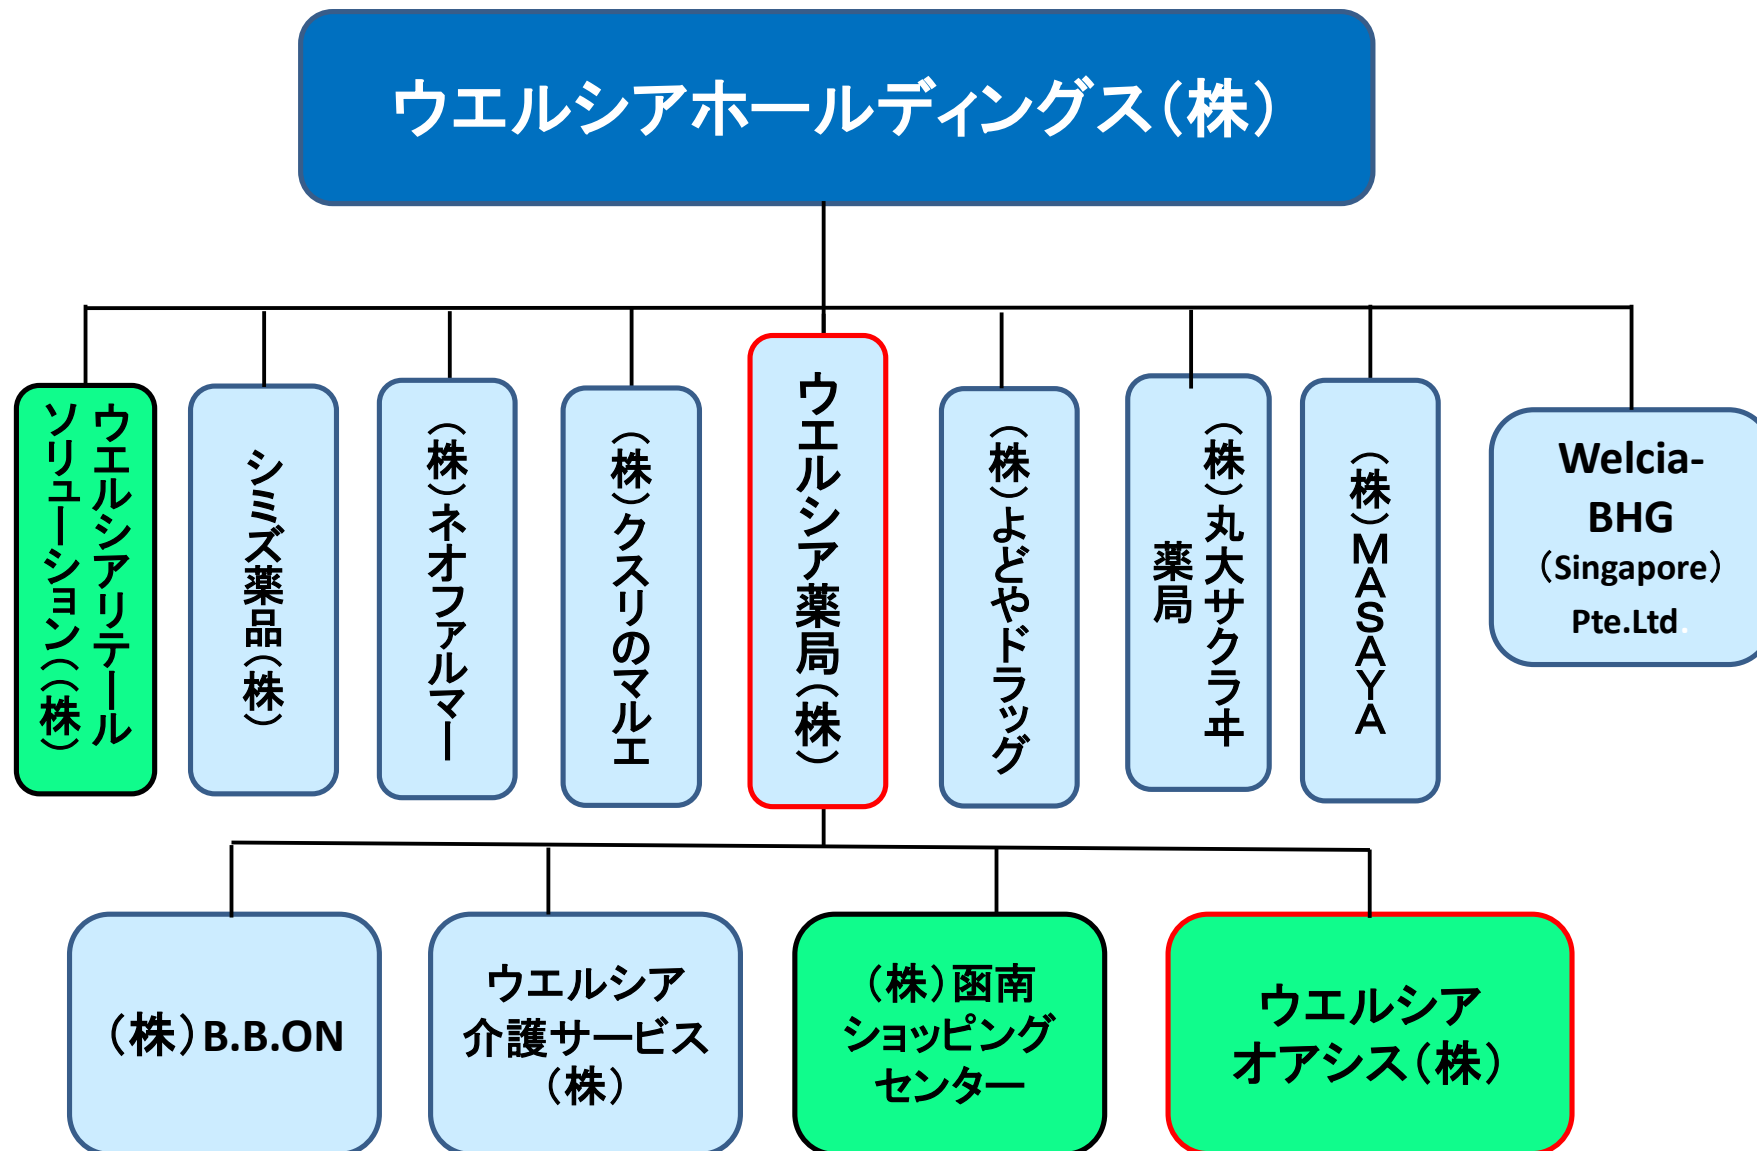 ウエルシアホールディングス（株）
ウエルシアリテール
ソリューション（（株）
シミズ薬品（株）
（株）ネオファルマー
（株）クスリのマルエ
ウエルシア薬局（株）
（株）よどやドラッグ
（株）丸大サクラヰ
薬局
（株）ＭＡＳＡＹＡ
Welcia-
BHG
（Singapore）
Pte.Ltd.
（株）B.B.ON
ウエルシア
介護サービス
（株）
（株）函南
ショッピング
センター
ウエルシア
オアシス（株）